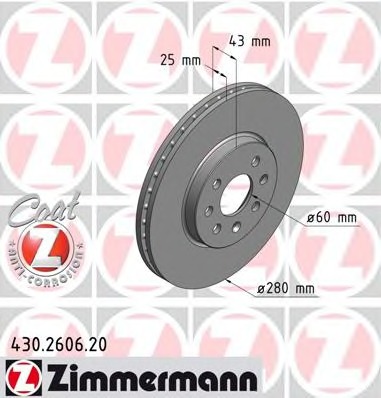 43 mm
25 mm
ø60 mm
ø280 mm
Coat
Z
ANTI-CORROSION
430.2606.20
Z Zimmermann